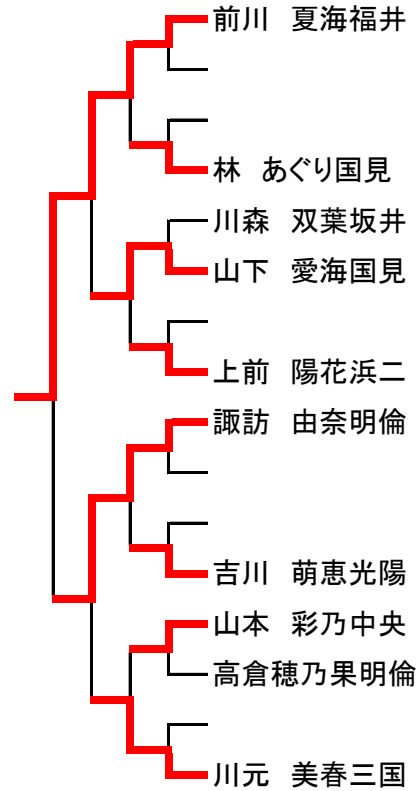 前川　夏海福井
林　あぐり国見
川森　双葉坂井
山下　愛海国見
上前　陽花浜二
諏訪　由奈明倫
吉川　萌恵光陽
山本　彩乃中央
高倉穂乃果明倫
川元　美春三国